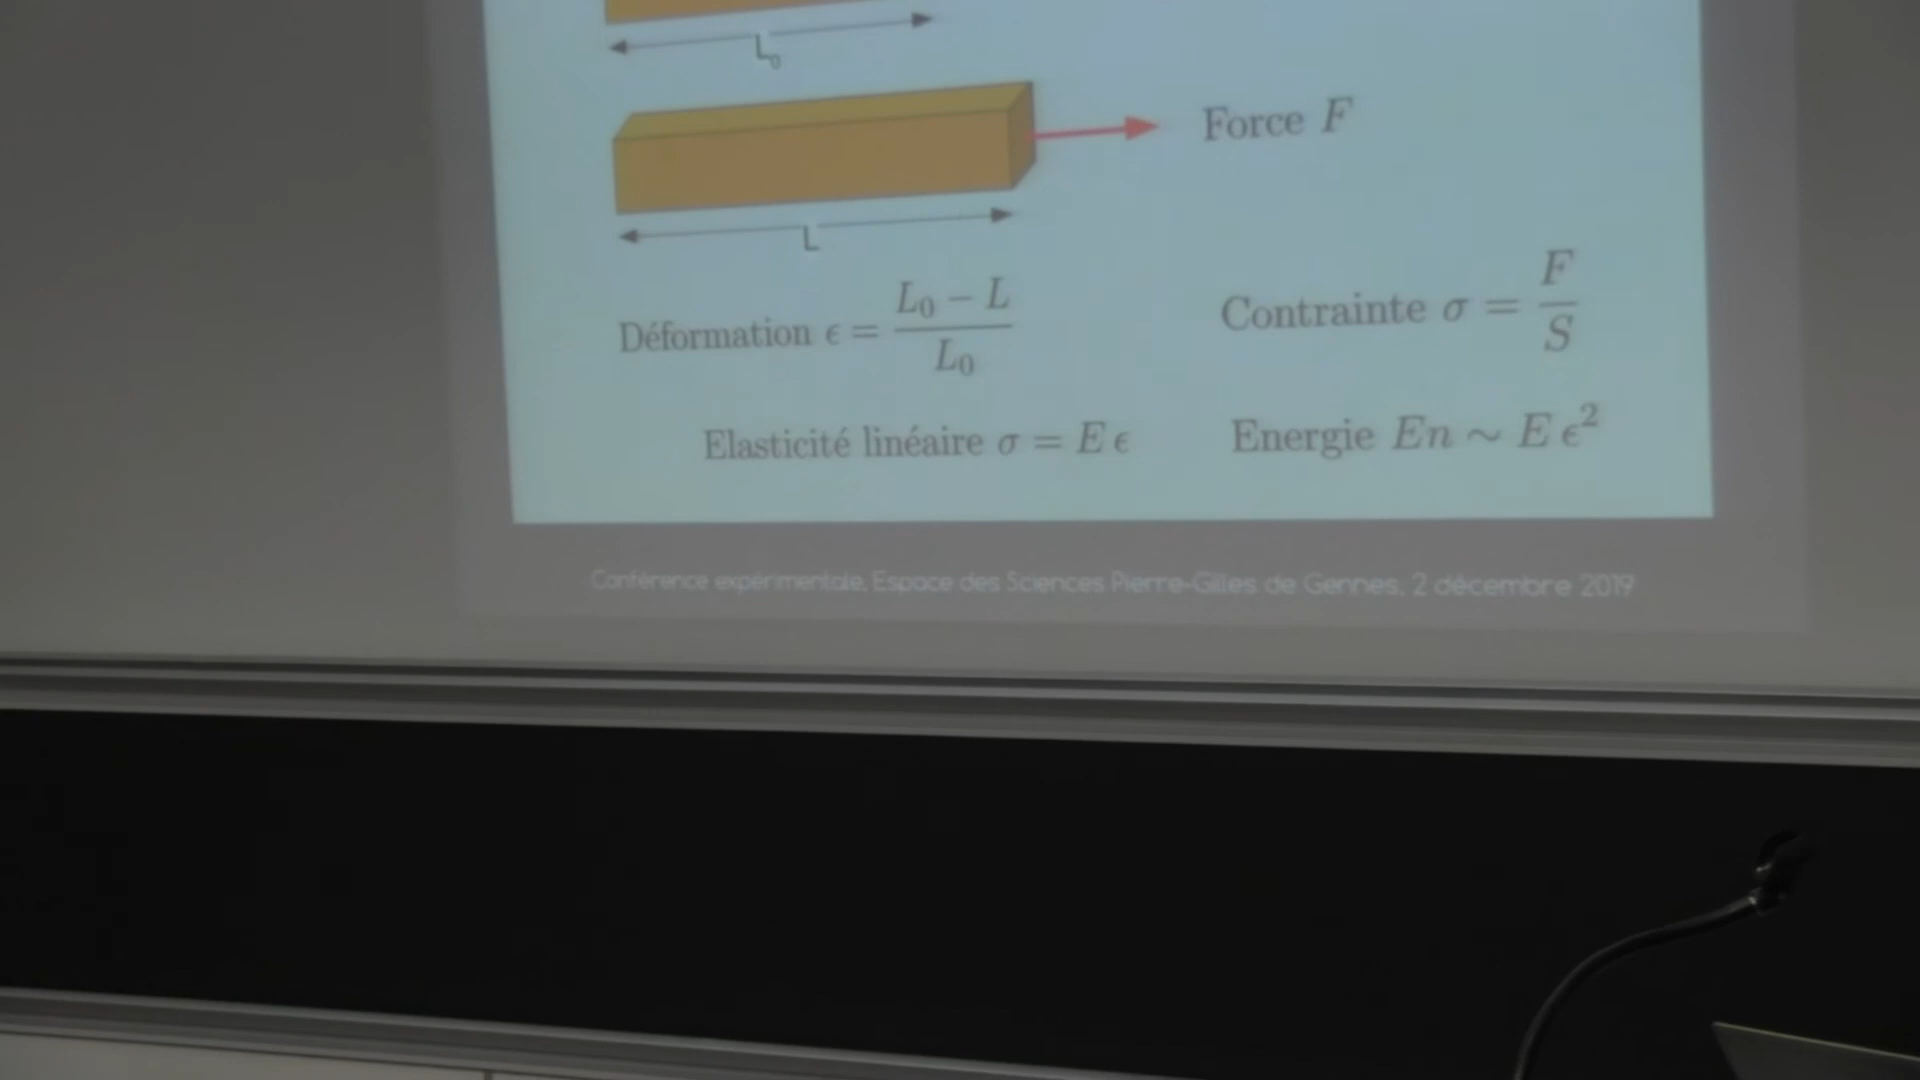 L₀
Force F
L
Déformation ϵ = (L₀ − L) / L₀
Contrainte σ = F / S
Elasticité linéaire σ = E ϵ
Energie En ~ E ϵ²
Conférence expérimentale, Espace des Sciences Pierre-Gilles de Gennes, 2 décembre 2019